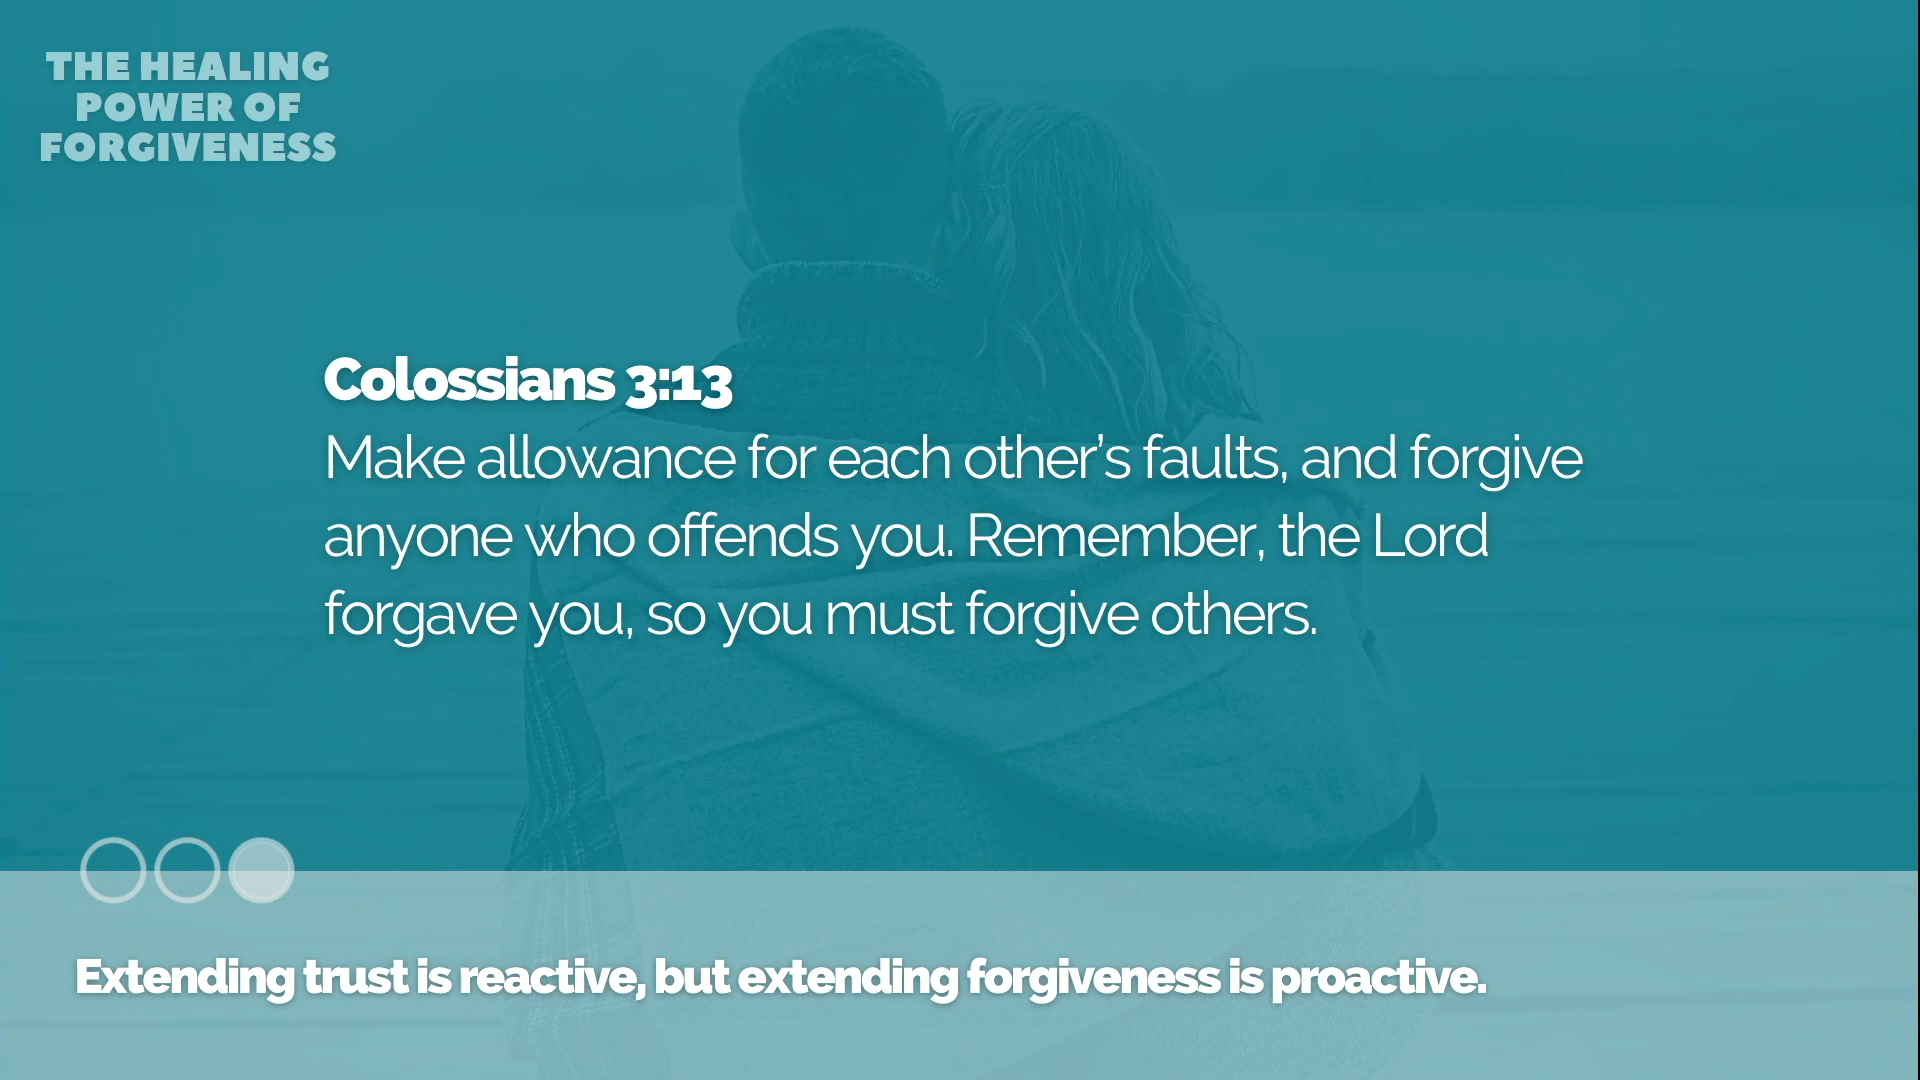 THE HEALING
POWER OF
FORGIVENESS
Colossians 3:13
Make allowance for each other’s faults, and forgive
anyone who offends you. Remember, the Lord
forgave you, so you must forgive others.
Extending trust is reactive, but extending forgiveness is proactive.